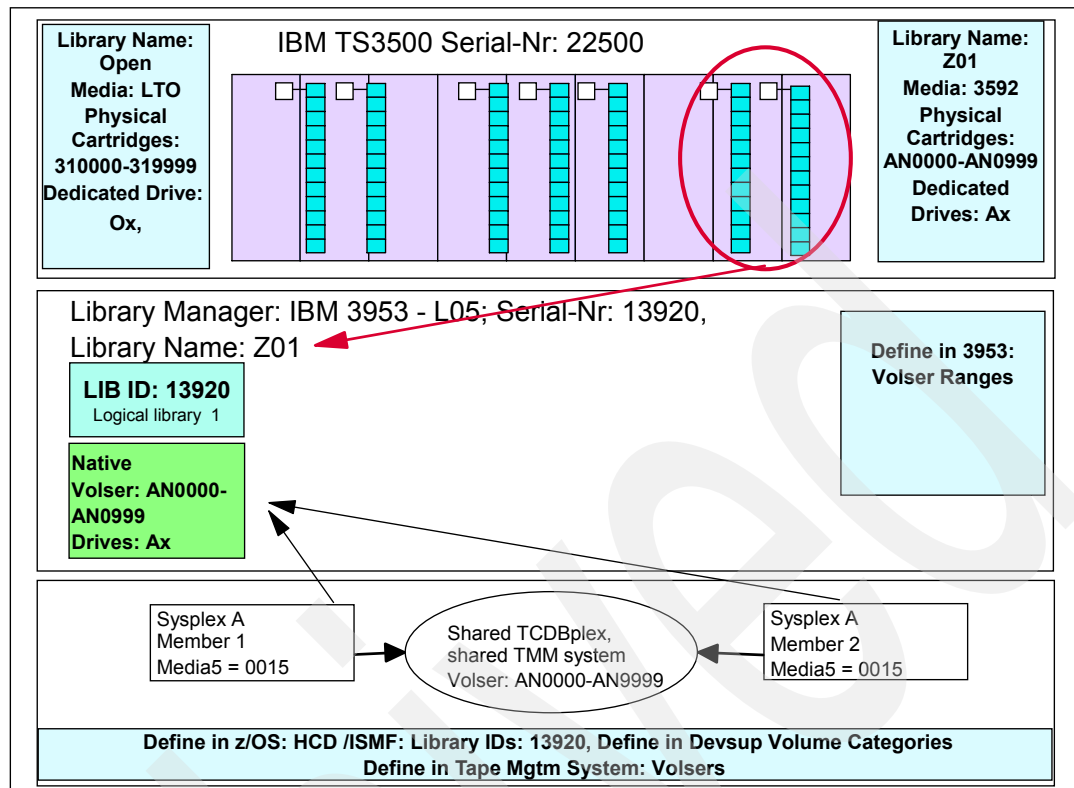 Library Name:
Open
Media: LTO
Physical
Cartridges:
310000-319999
Dedicated Drive:
Ox,
IBM TS3500 Serial-Nr: 22500
Library Name:
Z01
Media: 3592
Physical
Cartridges:
AN0000-AN0999
Dedicated
Drives: Ax
Library Manager: IBM 3953 - L05; Serial-Nr: 13920,
Library Name: Z01
LIB ID: 13920
Logical library 1
Native
Volser: AN0000-
AN0999
Drives: Ax
Define in 3953:
Volser Ranges
Sysplex A
Member 1
Media5 = 0015
Shared TCDBplex,
shared TMM system
Volser: AN0000-AN9999
Sysplex A
Member 2
Media5 = 0015
Define in z/OS: HCD /ISMF: Library IDs: 13920, Define in Devsup Volume Categories
Define in Tape Mgtm System: Volsers